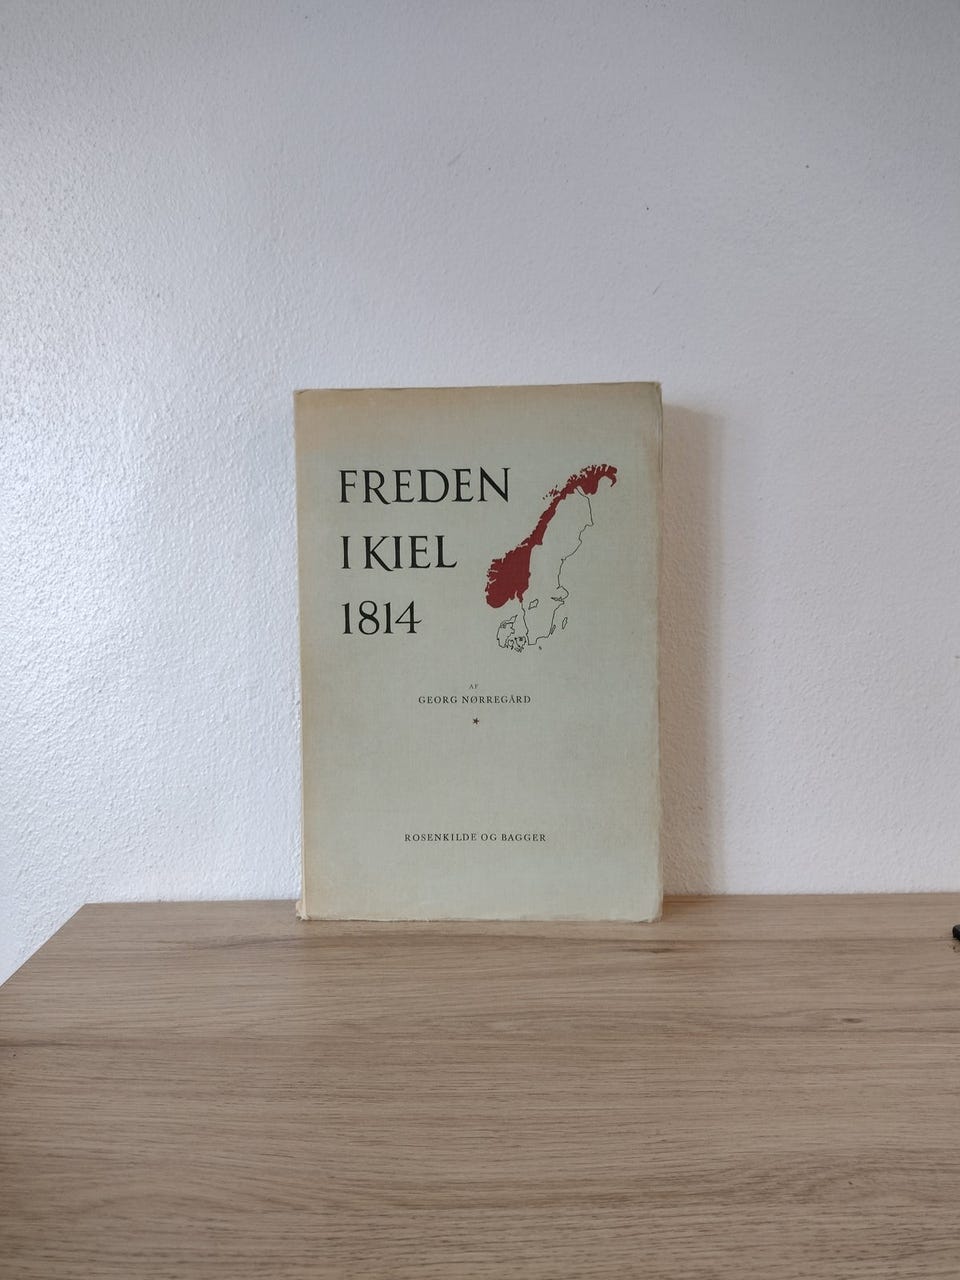 FREDEN
I KIEL
1814
AF
GEORG NØRREGÅRD
ROSENKILDE OG BAGGER